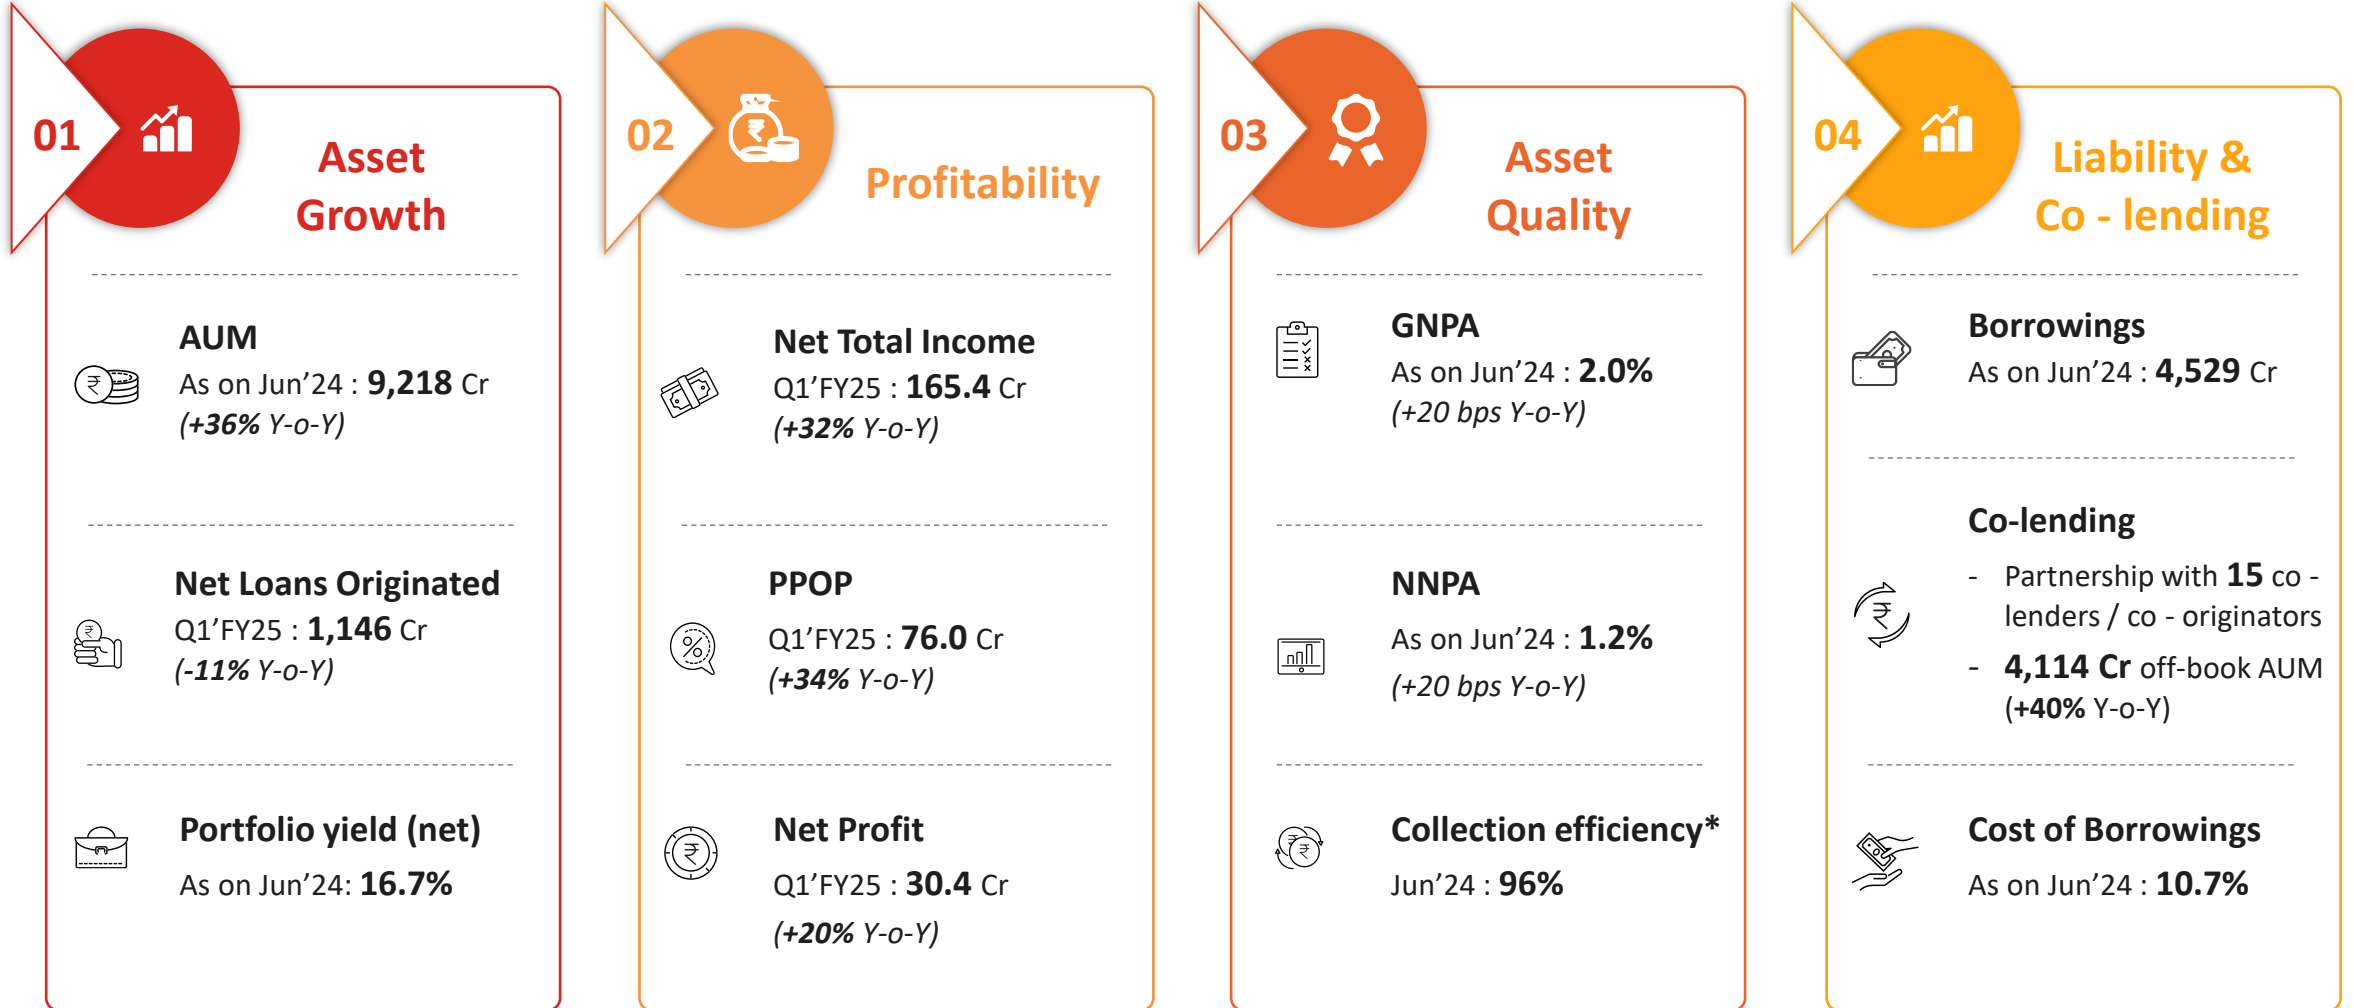 01
Asset
Growth
AUM
As on Jun’24 : 9,218 Cr
(+36% Y-o-Y)
Net Loans Originated
Q1’FY25 : 1,146 Cr
(-11% Y-o-Y)
Portfolio yield (net)
As on Jun’24: 16.7%
02
Profitability
Net Total Income
Q1’FY25 : 165.4 Cr
(+32% Y-o-Y)
PPOP
Q1’FY25 : 76.0 Cr
(+34% Y-o-Y)
Net Profit
Q1’FY25 : 30.4 Cr
(+20% Y-o-Y)
03
Asset
Quality
GNPA
As on Jun’24 : 2.0%
(+20 bps Y-o-Y)
NNPA
As on Jun’24 : 1.2%
(+20 bps Y-o-Y)
Collection efficiency*
Jun’24 : 96%
04
Liability &
Co - lending
Borrowings
As on Jun’24 : 4,529 Cr
Co-lending
- Partnership with 15 co -
lenders / co - originators
- 4,114 Cr off-book AUM
(+40% Y-o-Y)
Cost of Borrowings
As on Jun’24 : 10.7%